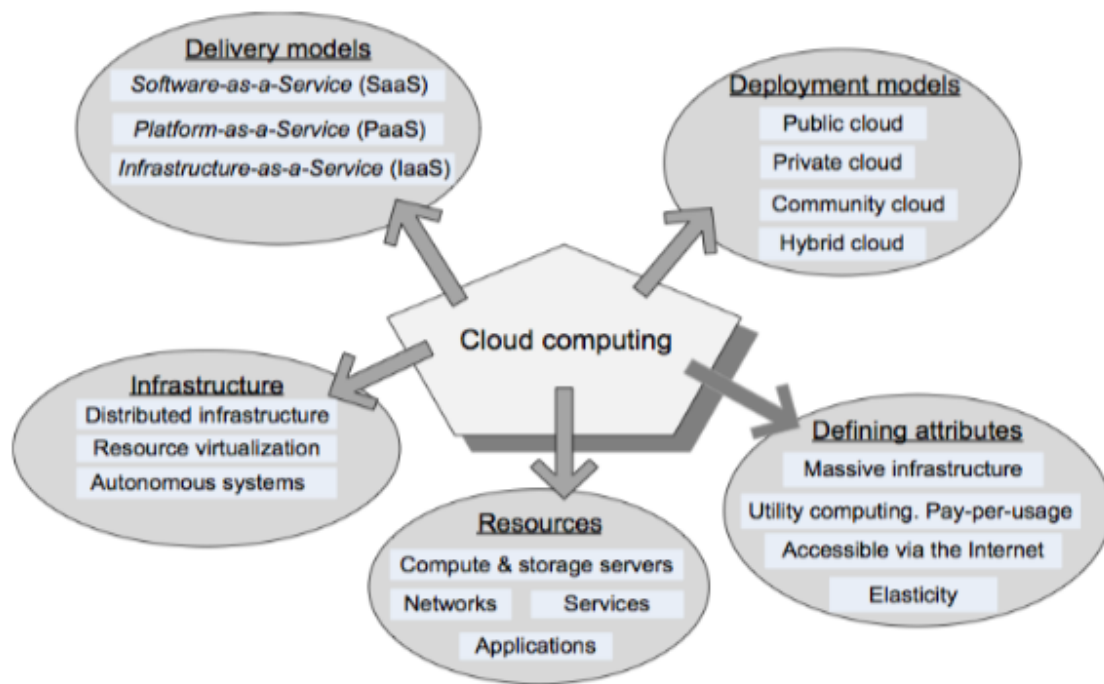 Delivery models
Software-as-a-Service (SaaS)
Platform-as-a-Service (PaaS)
Infrastructure-as-a-Service (IaaS)
Deployment models
Public cloud
Private cloud
Community cloud
Hybrid cloud
Cloud computing
Infrastructure
Distributed infrastructure
Resource virtualization
Autonomous systems
Resources
Compute & storage servers
Networks Services
Applications
Defining attributes
Massive infrastructure
Utility computing. Pay-per-usage
Accessible via the Internet
Elasticity